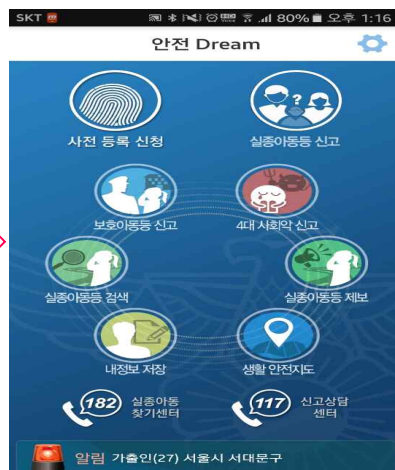 SKT 80% 오후 1:16
안전 Dream
사전 등록 신청 실종아동등 신고
보호아동등 신고 4대 사회악 신고
실종아동등 검색 실종아동등 제보
내정보 저장 생활 안전지도
182 실종아동 찾기센터 117 신고상담 센터
알림 가출인(27) 서울시 서대문구